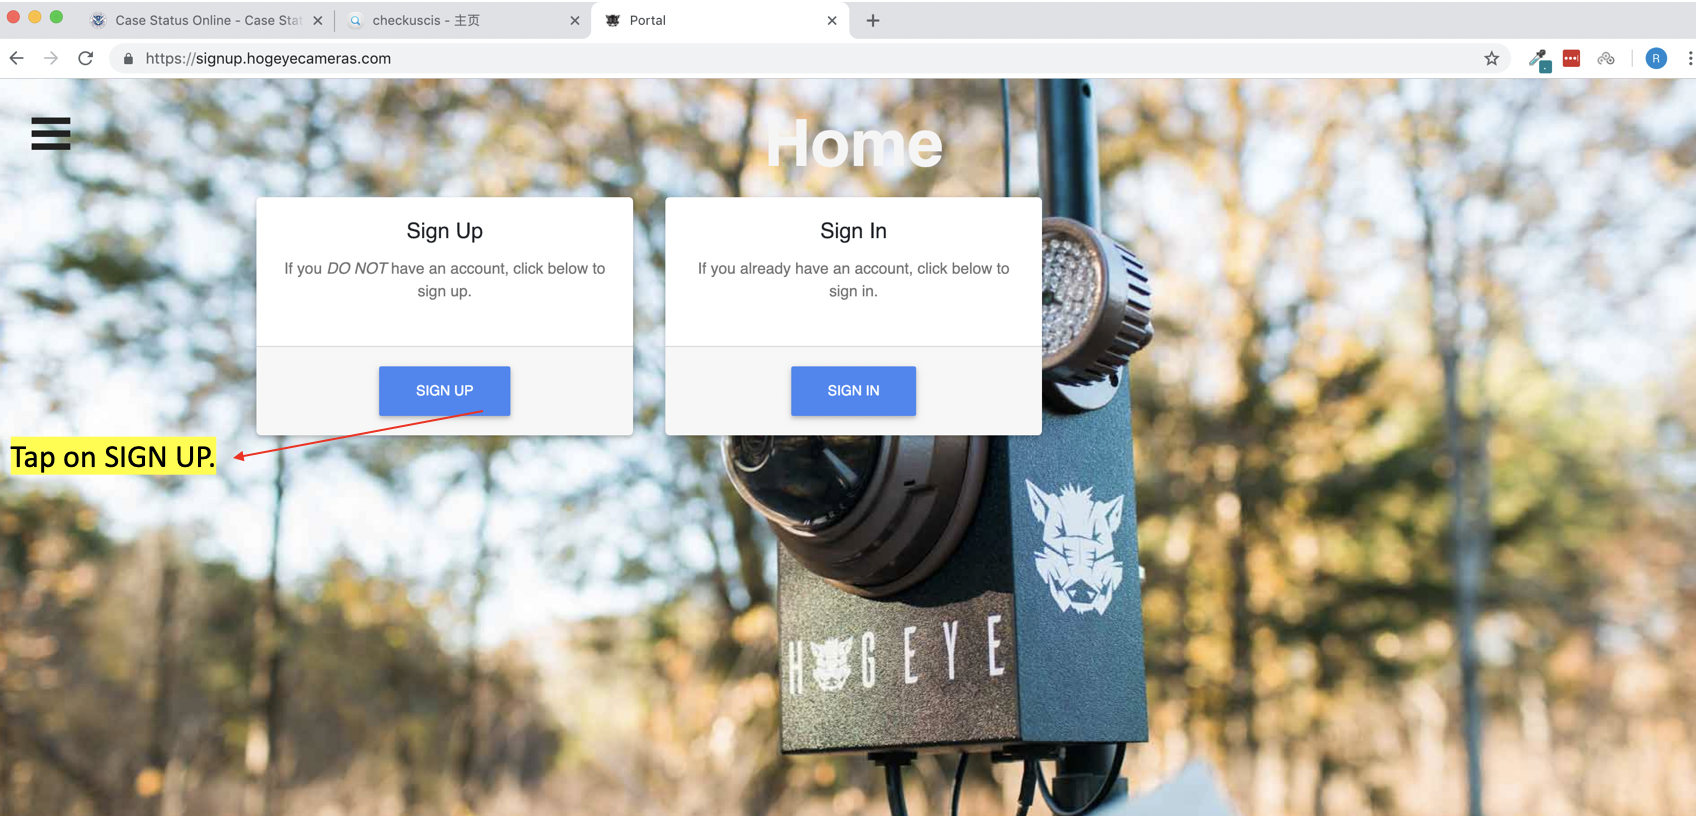 Case Status Online - Case Stat
checkuscis - 主页
Portal
https://signup.hogeyecameras.com
R
Home
Sign Up
If you DO NOT have an account, click below to
sign up.
SIGN UP
Sign In
If you already have an account, click below to
sign in.
SIGN IN
Tap on SIGN UP.
H GEYE